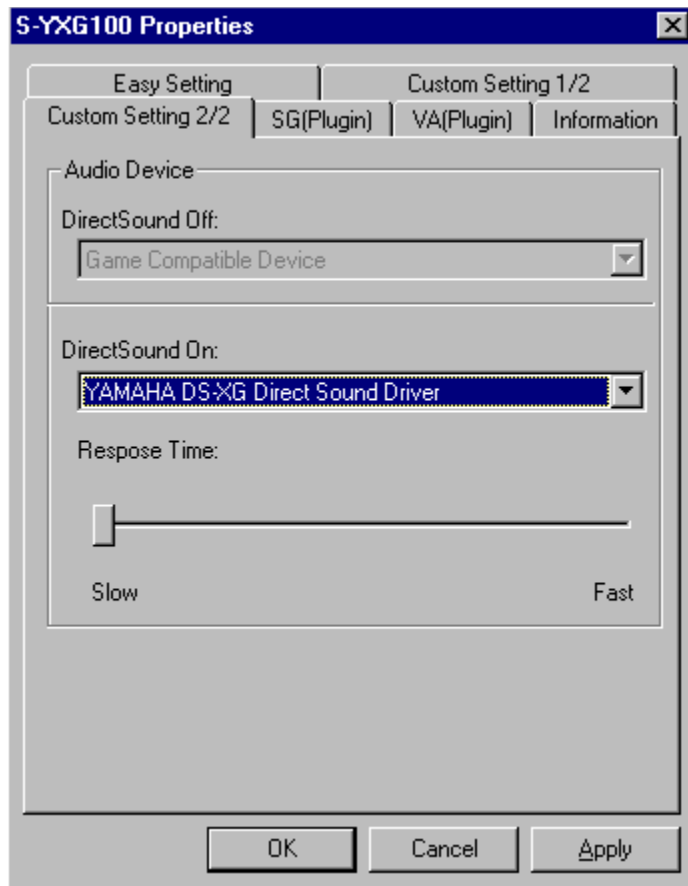 S-YXG100 Properties
Easy Setting Custom Setting 1/2
Custom Setting 2/2 SG(Plugin) VA(Plugin) Information
Audio Device
DirectSound Off:
Game Compatible Device
DirectSound On:
YAMAHA DS-XG Direct Sound Driver
Respose Time:
Slow Fast
OK Cancel Apply